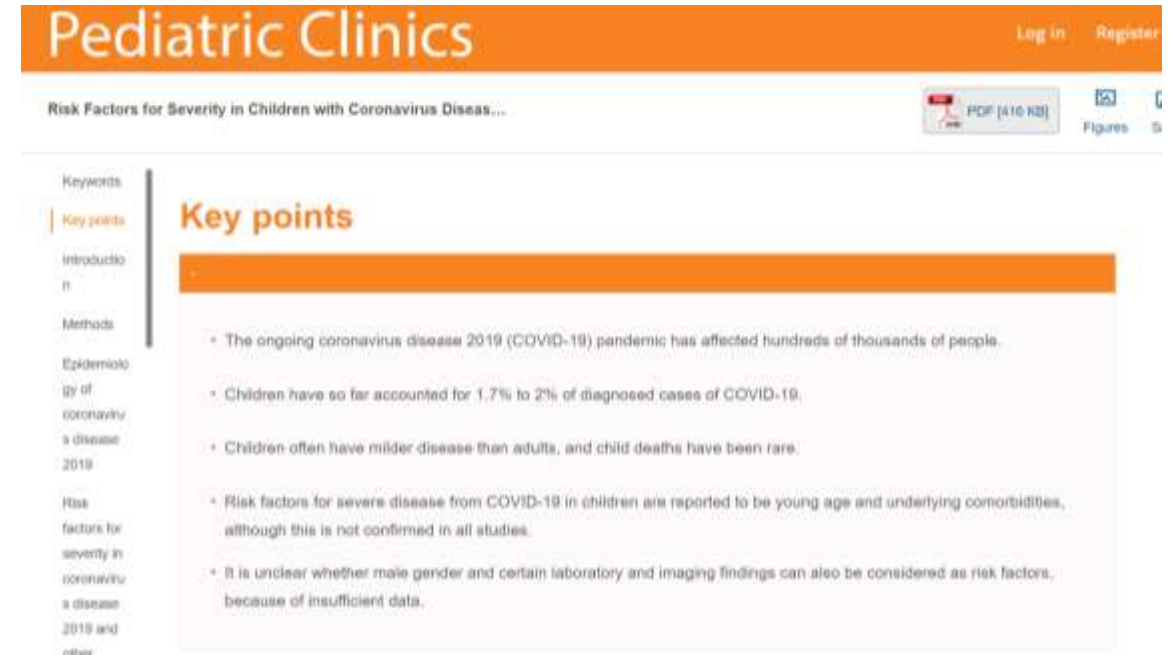 Pediatric Clinics
Log in Register
Risk Factors for Severity in Children with Coronavirus Diseas...
PDF [416 KB]
Figures
Keywords
Key points
Introductio
n
Methods
Epidemiolo
gy of
coronaviru
s disease
2019
Risk
factors for
severity in
coronaviru
s disease
2019 and
other
Key points
• The ongoing coronavirus disease 2019 (COVID-19) pandemic has affected hundreds of thousands of people.
• Children have so far accounted for 1.7% to 2% of diagnosed cases of COVID-19.
• Children often have milder disease than adults, and child deaths have been rare.
• Risk factors for severe disease from COVID-19 in children are reported to be young age and underlying comorbidities,
although this is not confirmed in all studies.
• It is unclear whether male gender and certain laboratory and imaging findings can also be considered as risk factors,
because of insufficient data.